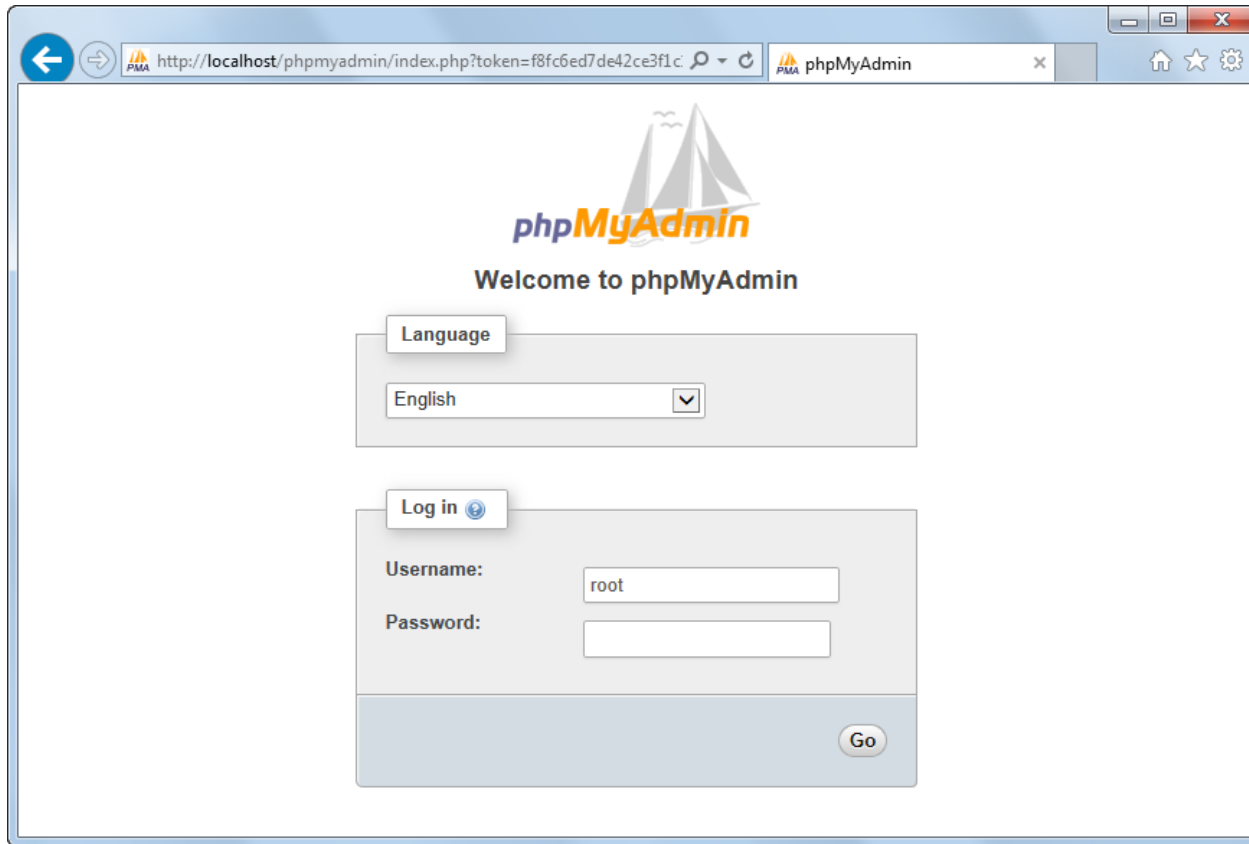 http://localhost/phpmyadmin/index.php?token=f8fc6ed7de42ce3f1c
PMA phpMyAdmin
phpMyAdmin
Welcome to phpMyAdmin
Language
English
Log in
Username:
root
Password:
Go